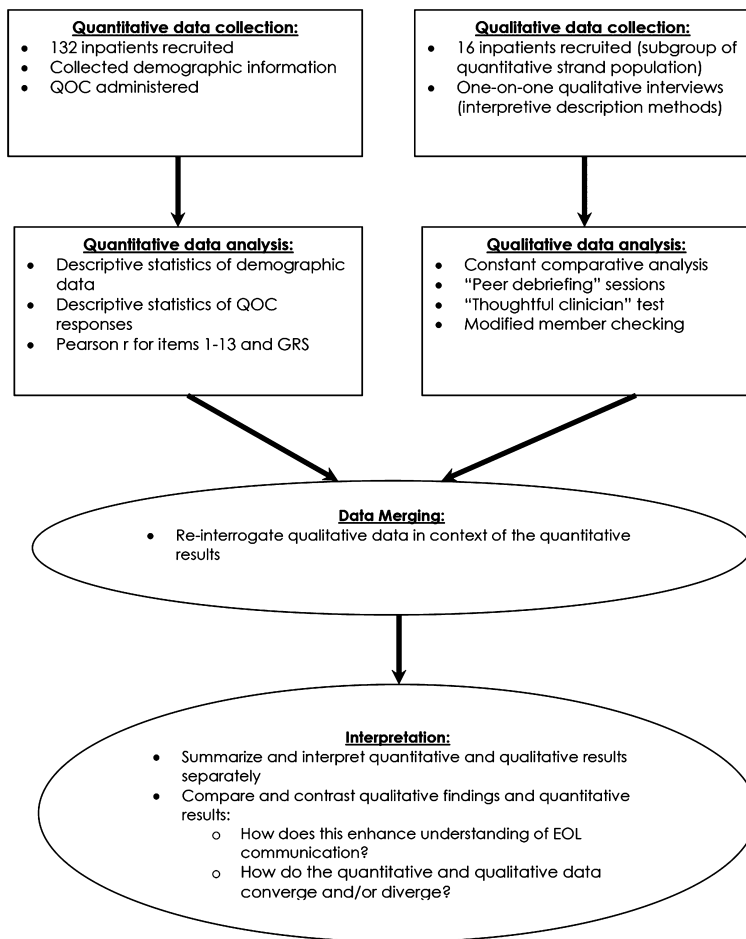 Quantitative data collection:
• 132 inpatients recruited
• Collected demographic information
• QOC administered
Qualitative data collection:
• 16 inpatients recruited (subgroup of
quantitative strand population)
• One-on-one qualitative interviews
(interpretive description methods)
Quantitative data analysis:
• Descriptive statistics of demographic
data
• Descriptive statistics of QOC
responses
• Pearson r for items 1-13 and GRS
Qualitative data analysis:
• Constant comparative analysis
• “Peer debriefing” sessions
• “Thoughtful clinician” test
• Modified member checking
Data Merging:
• Re-interrogate qualitative data in context of the quantitative
results
Interpretation:
• Summarize and interpret quantitative and qualitative results
separately
• Compare and contrast qualitative findings and quantitative
results:
o How does this enhance understanding of EOL
communication?
o How do the quantitative and qualitative data
converge and/or diverge?